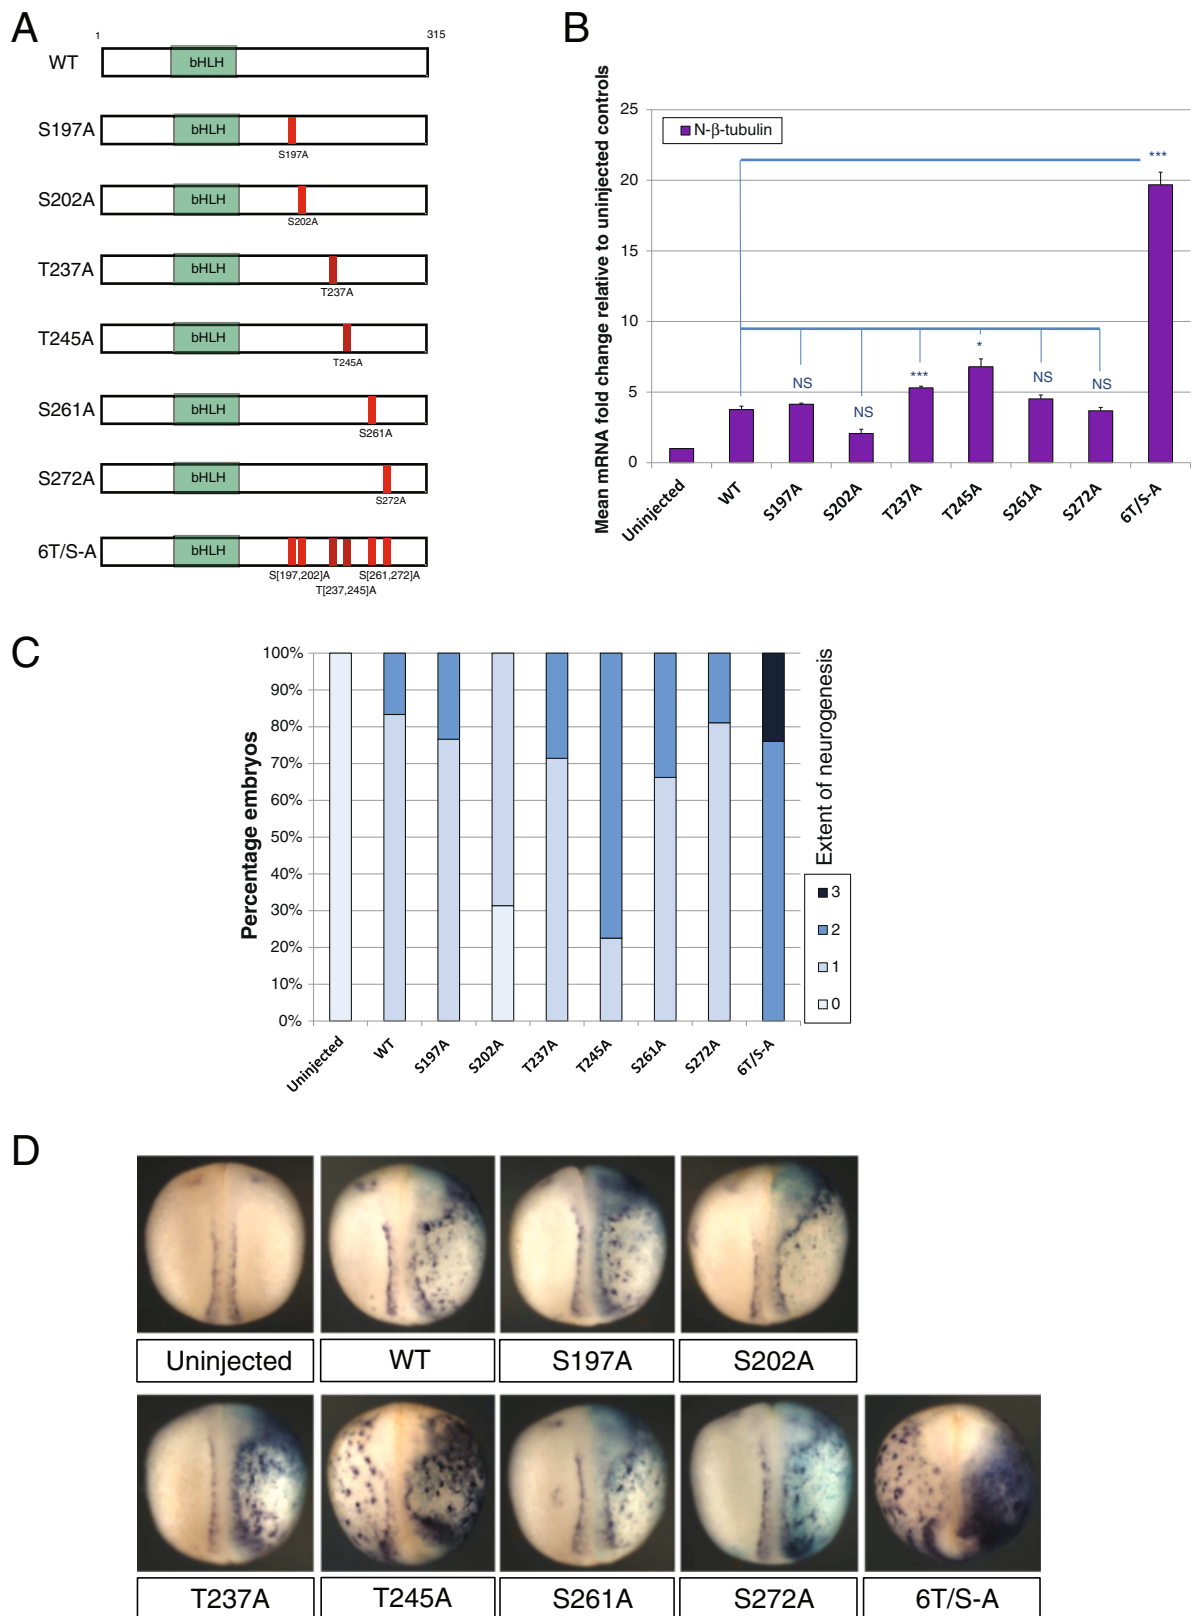 A
1
315
WT
bHLH
S197A
bHLH
S197A
S202A
bHLH
S202A
T237A
bHLH
T237A
T245A
bHLH
T245A
S261A
bHLH
S261A
S272A
bHLH
S272A
6T/S-A
bHLH
S[197,202]A
S[261,272]A
T[237,245]A
B
Mean mRNA fold change relative to uninjected controls
25
20
15
10
5
0
N-β-tubulin
NS
NS
***
*
NS
NS
***
Uninjected
WT
S197A
S202A
T237A
T245A
S261A
S272A
6T/S-A
C
Percentage embryos
100%
90%
80%
70%
60%
50%
40%
30%
20%
10%
0%
Uninjected
WT
S197A
S202A
T237A
T245A
S261A
S272A
6T/S-A
Extent of neurogenesis
3
2
1
0
D
Uninjected
WT
S197A
S202A
T237A
T245A
S261A
S272A
6T/S-A